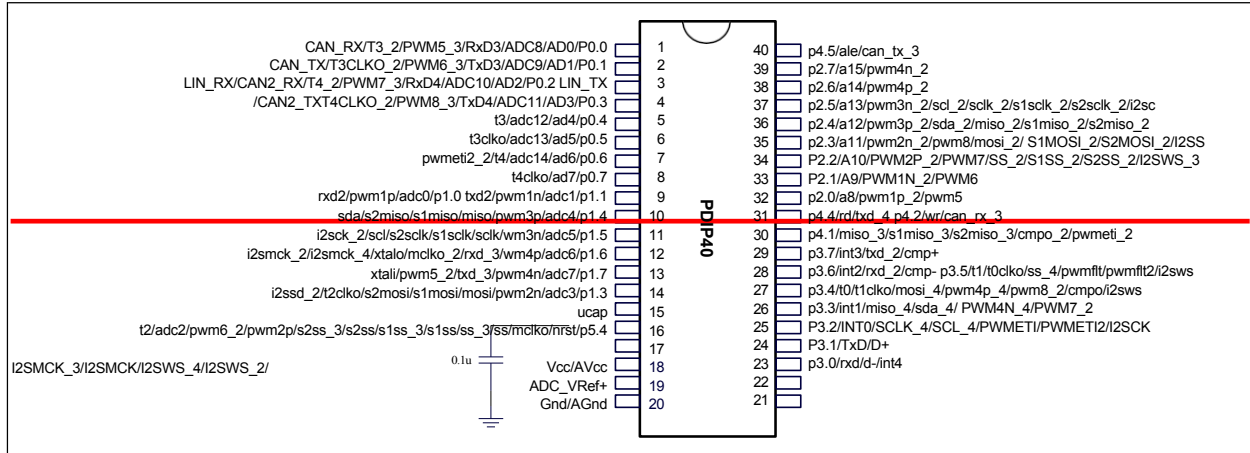 CAN_RX/T3_2/PWM5_3/RxD3/ADC8/AD0/P0.0
CAN_TX/T3CLKO_2/PWM6_3/TxD3/ADC9/AD1/P0.1
LIN_RX/CAN2_RX/T4_2/PWM7_3/RxD4/ADC10/AD2/P0.2 LIN_TX
/CAN2_TXT4CLKO_2/PWM8_3/TxD4/ADC11/AD3/P0.3
t3/adc12/ad4/p0.4
t3clko/adc13/ad5/p0.5
pwmeti2_2/t4/adc14/ad6/p0.6
t4clko/ad7/p0.7
rxd2/pwm1p/adc0/p1.0 txd2/pwm1n/adc1/p1.1
sda/s2miso/s1miso/miso/pwm3p/adc4/p1.4
i2sck_2/scl/s2sclk/s1sclk/sclk/wm3n/adc5/p1.5
i2smck_2/i2smck_4/xtalo/mclko_2/rxd_3/wm4p/adc6/p1.6
xtali/pwm5_2/txd_3/pwm4n/adc7/p1.7
i2ssd_2/t2clko/s2mosi/s1mosi/mosi/pwm2n/adc3/p1.3
ucap
t2/adc2/pwm6_2/pwm2p/s2ss_3/s2ss/s1ss_3/s1ss/ss_3/ss/mclko/nrst/p5.4
I2SMCK_3/I2SMCK/I2SWS_4/I2SWS_2/
0.1u
Vcc/AVcc
ADC_VRef+
Gnd/AGnd
1
2
3
4
5
6
7
8
9
10
11
12
13
14
15
16
17
18
19
20
PDIP40
40 p4.5/ale/can_tx_3
39 p2.7/a15/pwm4n_2
38 p2.6/a14/pwm4p_2
37 p2.5/a13/pwm3n_2/scl_2/sclk_2/s1sclk_2/s2sclk_2/i2sc
36 p2.4/a12/pwm3p_2/sda_2/miso_2/s1miso_2/s2miso_2
35 p2.3/a11/pwm2n_2/pwm8/mosi_2/ S1MOSI_2/S2MOSI_2/I2SS
34 P2.2/A10/PWM2P_2/PWM7/SS_2/S1SS_2/S2SS_2/I2SWS_3
33 P2.1/A9/PWM1N_2/PWM6
32 p2.0/a8/pwm1p_2/pwm5
31 p4.4/rd/txd_4 p4.2/wr/can_rx_3
30 p4.1/miso_3/s1miso_3/s2miso_3/cmpo_2/pwmeti_2
29 p3.7/int3/txd_2/cmp+
28 p3.6/int2/rxd_2/cmp- p3.5/t1/t0clko/ss_4/pwmflt/pwmflt2/i2sws
27 p3.4/t0/t1clko/mosi_4/pwm4p_4/pwm8_2/cmpo/i2sws
26 p3.3/int1/miso_4/sda_4/ PWM4N_4/PWM7_2
25 P3.2/INT0/SCLK_4/SCL_4/PWMETI/PWMETI2/I2SCK
24 P3.1/TxD/D+
23 p3.0/rxd/d-/int4
22
21